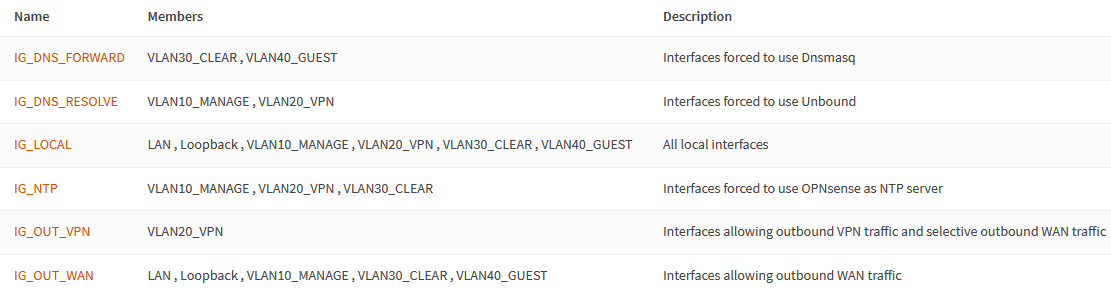 Name Members Description
IG_DNS_FORWARD VLAN30_CLEAR , VLAN40_GUEST Interfaces forced to use Dnsmasq
IG_DNS_RESOLVE VLAN10_MANAGE , VLAN20_VPN Interfaces forced to use Unbound
IG_LOCAL LAN , Loopback , VLAN10_MANAGE , VLAN20_VPN , VLAN30_CLEAR , VLAN40_GUEST All local interfaces
IG_NTP VLAN10_MANAGE , VLAN20_VPN , VLAN30_CLEAR Interfaces forced to use OPNsense as NTP server
IG_OUT_VPN VLAN20_VPN Interfaces allowing outbound VPN traffic and selective outbound WAN traffic
IG_OUT_WAN LAN , Loopback , VLAN10_MANAGE , VLAN30_CLEAR , VLAN40_GUEST Interfaces allowing outbound WAN traffic